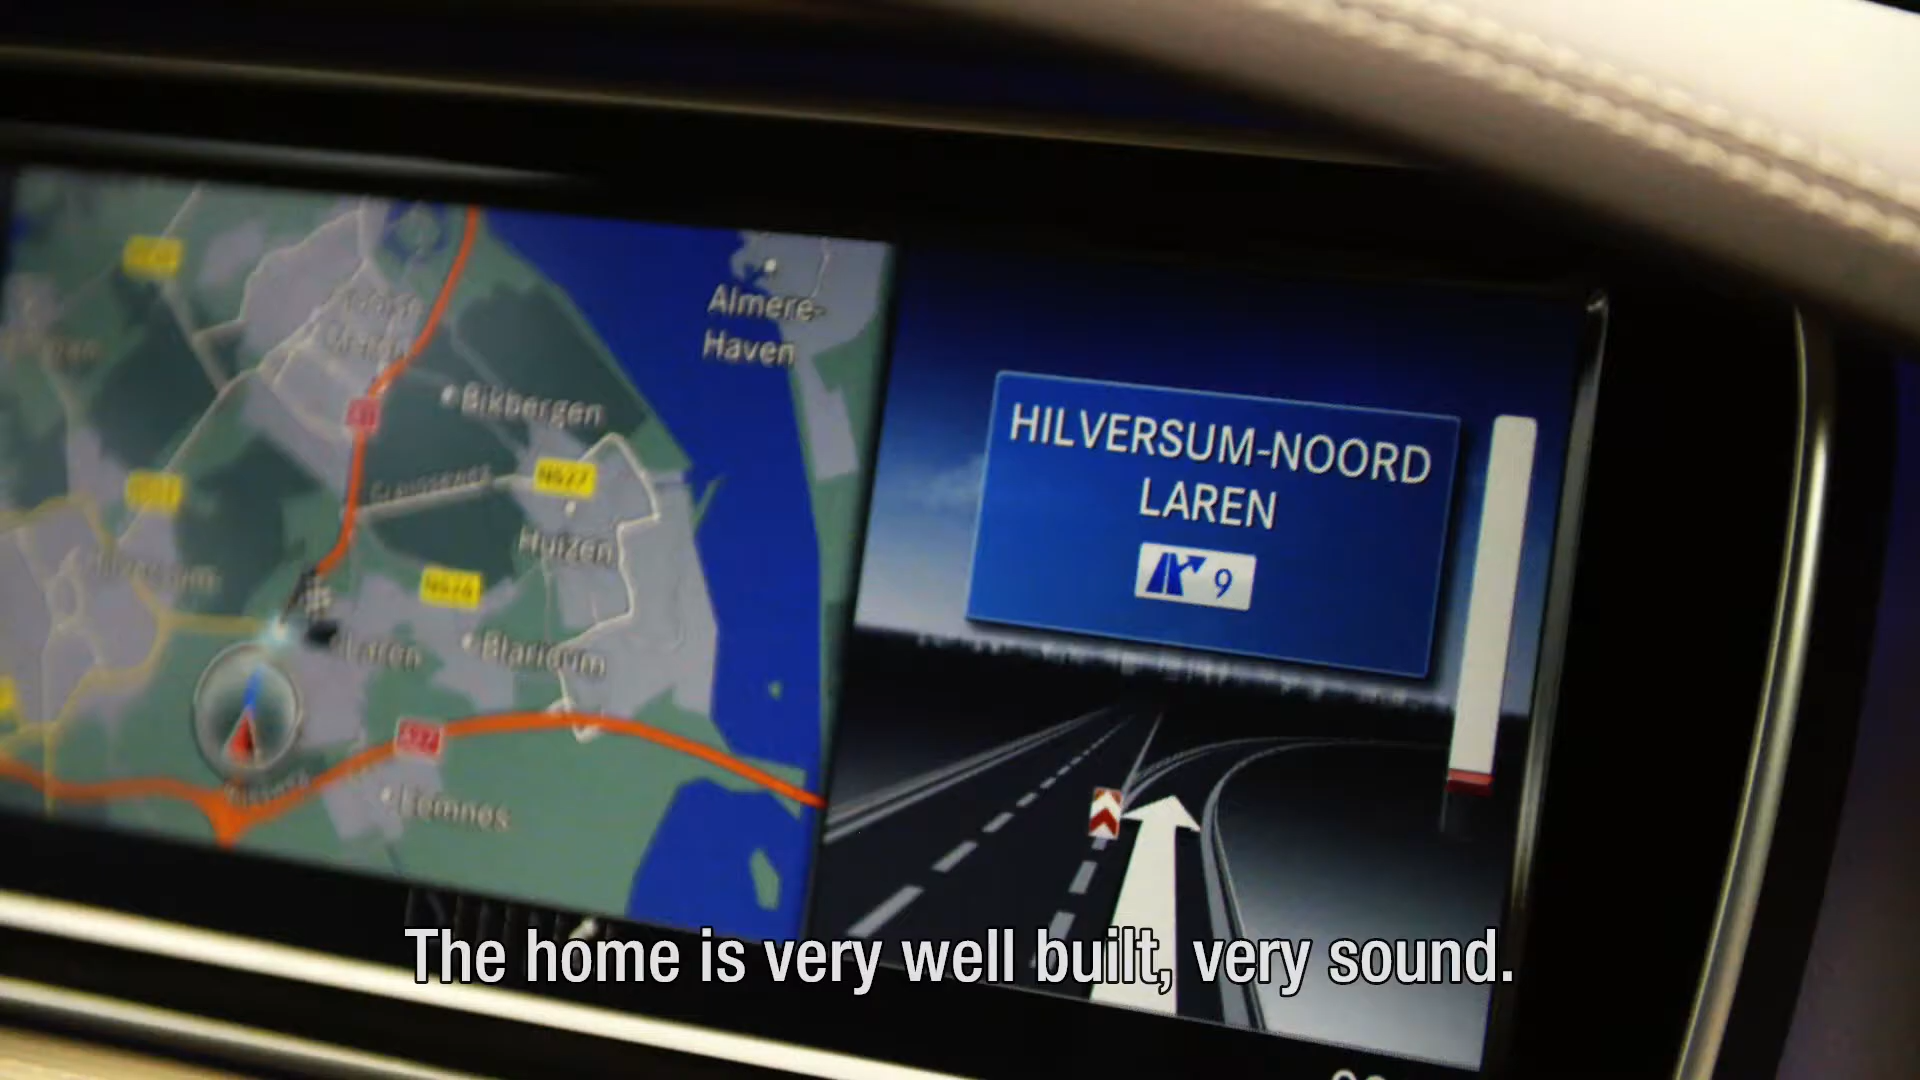 Almere-
Haven
Bikbergen
N527
Huizen
Laren
Blaricum
A27
Eemnes
HILVERSUM-NOORD
LAREN
9
The home is very well built, very sound.